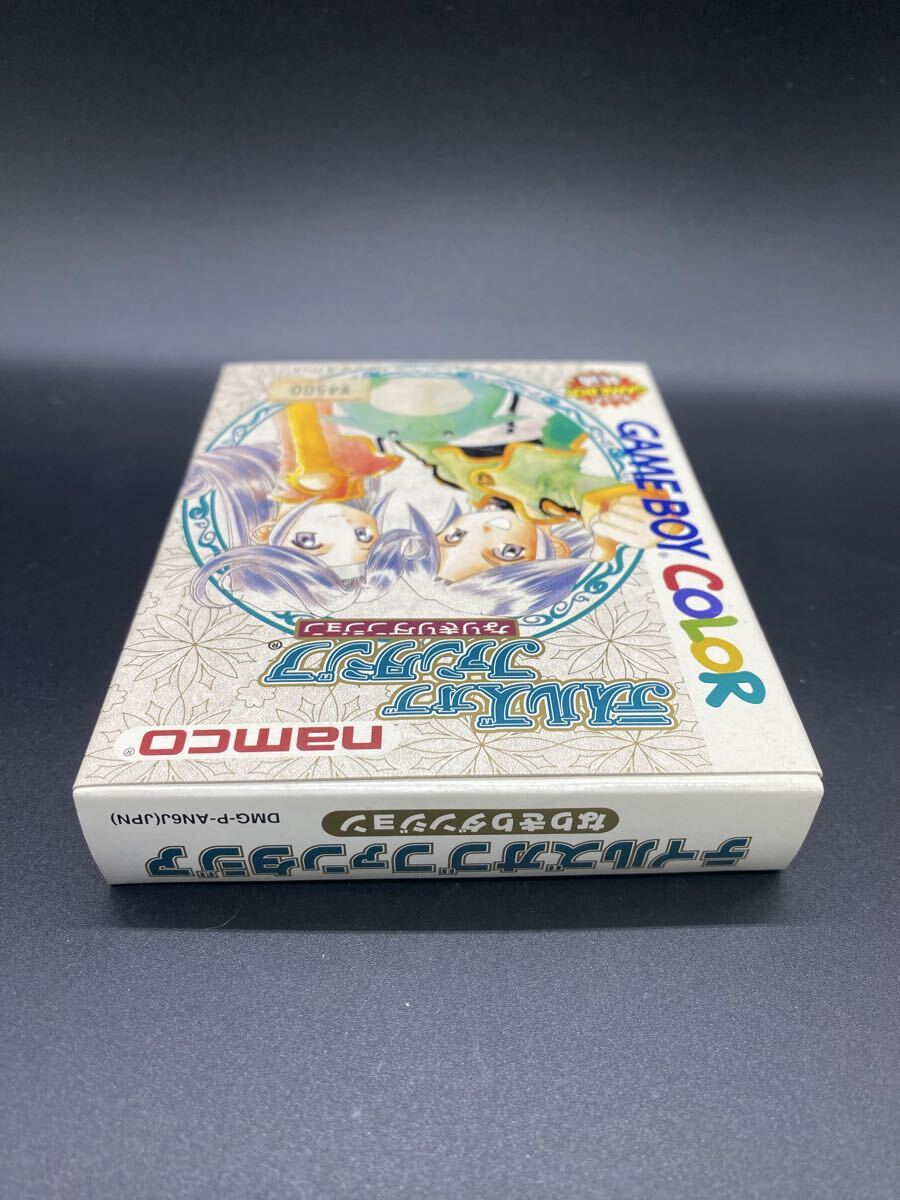 GAME BOY COLOR
¥4500
namco®
テイルズ オブ
ファンタジア®
なりきりダンジョン
テイルズオブファンタジア
なりきりダンジョン
DMG-P-AN6J(JPN)